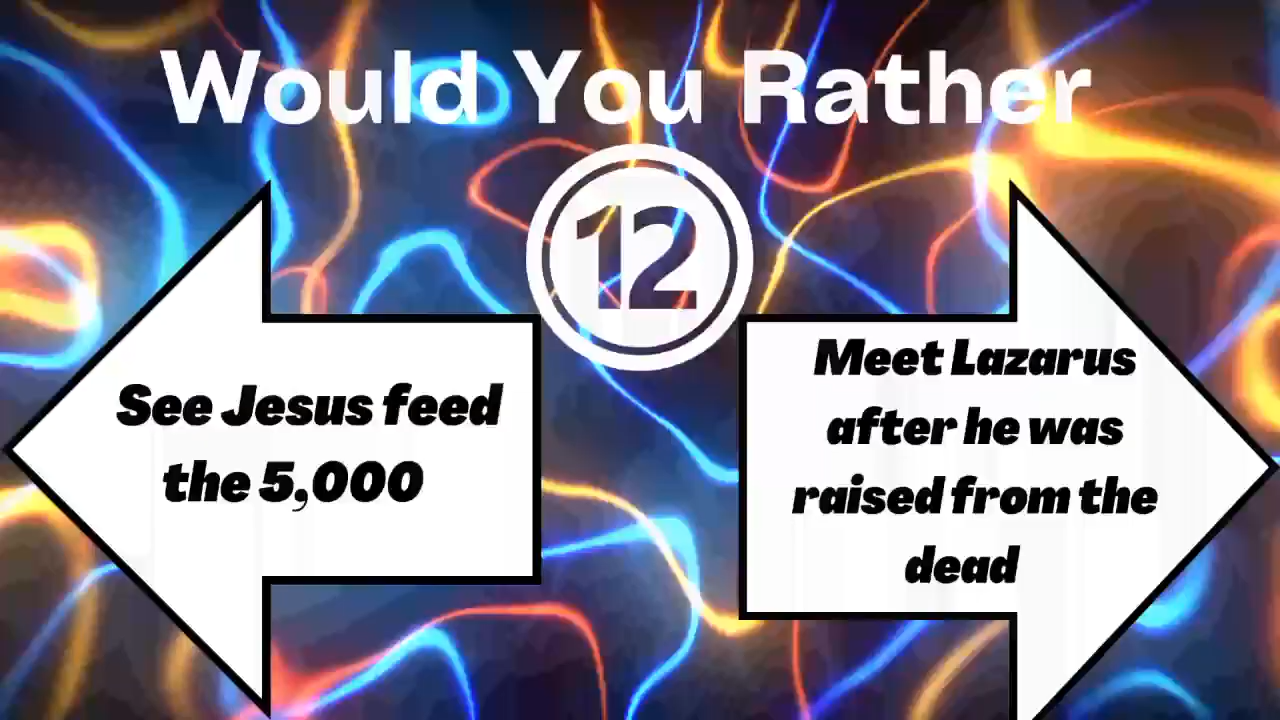 Would You Rather
12
See Jesus feed
the 5,000
Meet Lazarus
after he was
raised from the
dead